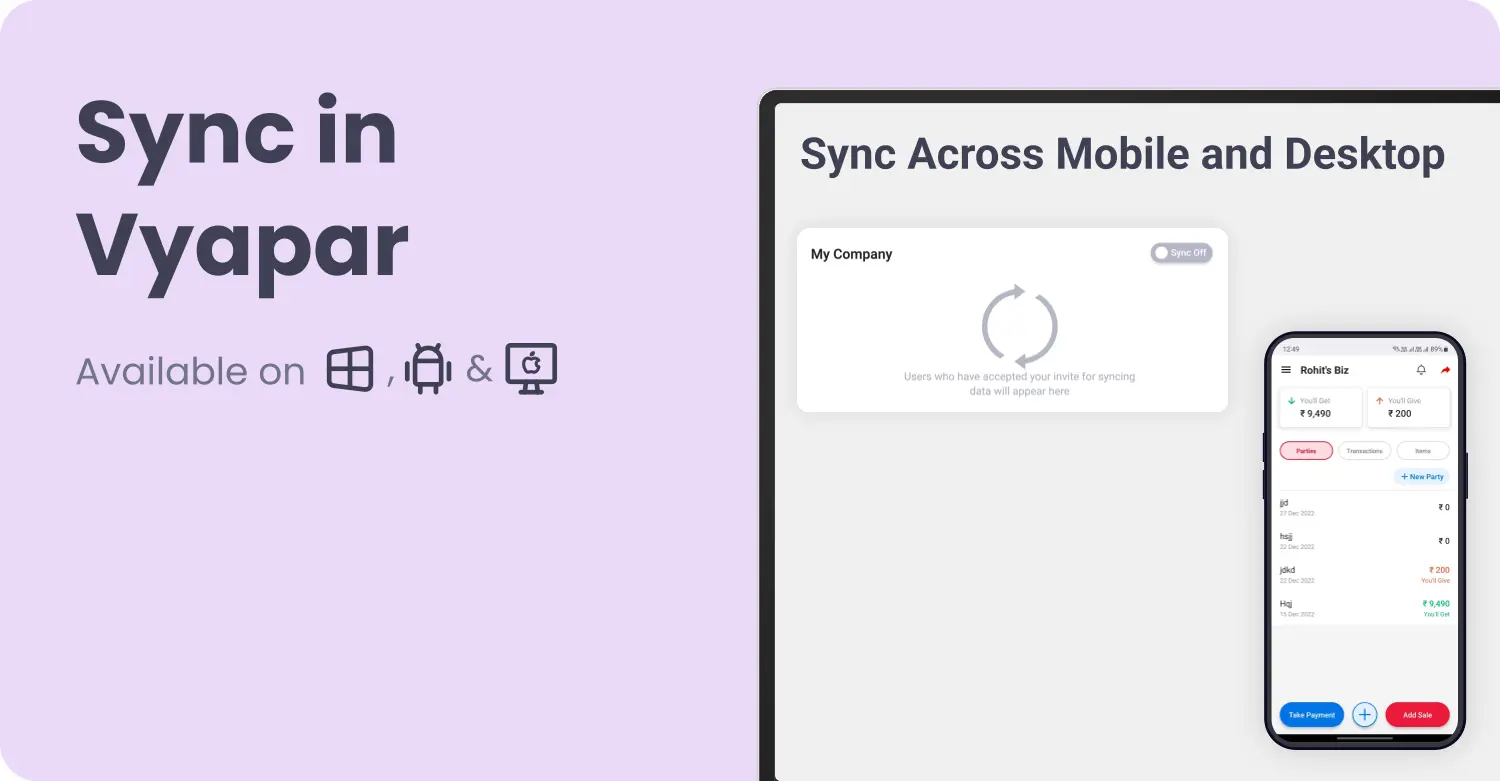 Sync in
Vyapar
Available on , &
Sync Across Mobile and Desktop
My Company
Sync Off
Users who have accepted your invite for syncing
data will appear here
12:49
89%
Rohit's Biz
You'll Get
₹ 9,490
You'll Give
₹ 200
Parties
Transactions
Items
+ New Party
jjd
₹ 0
27 Dec 2022
hsjj
₹ 0
22 Dec 2022
jdkd
₹ 200
22 Dec 2022
You'll Give
Hqj
₹ 9,490
15 Dec 2022
You'll Get
Take Payment
Add Sale